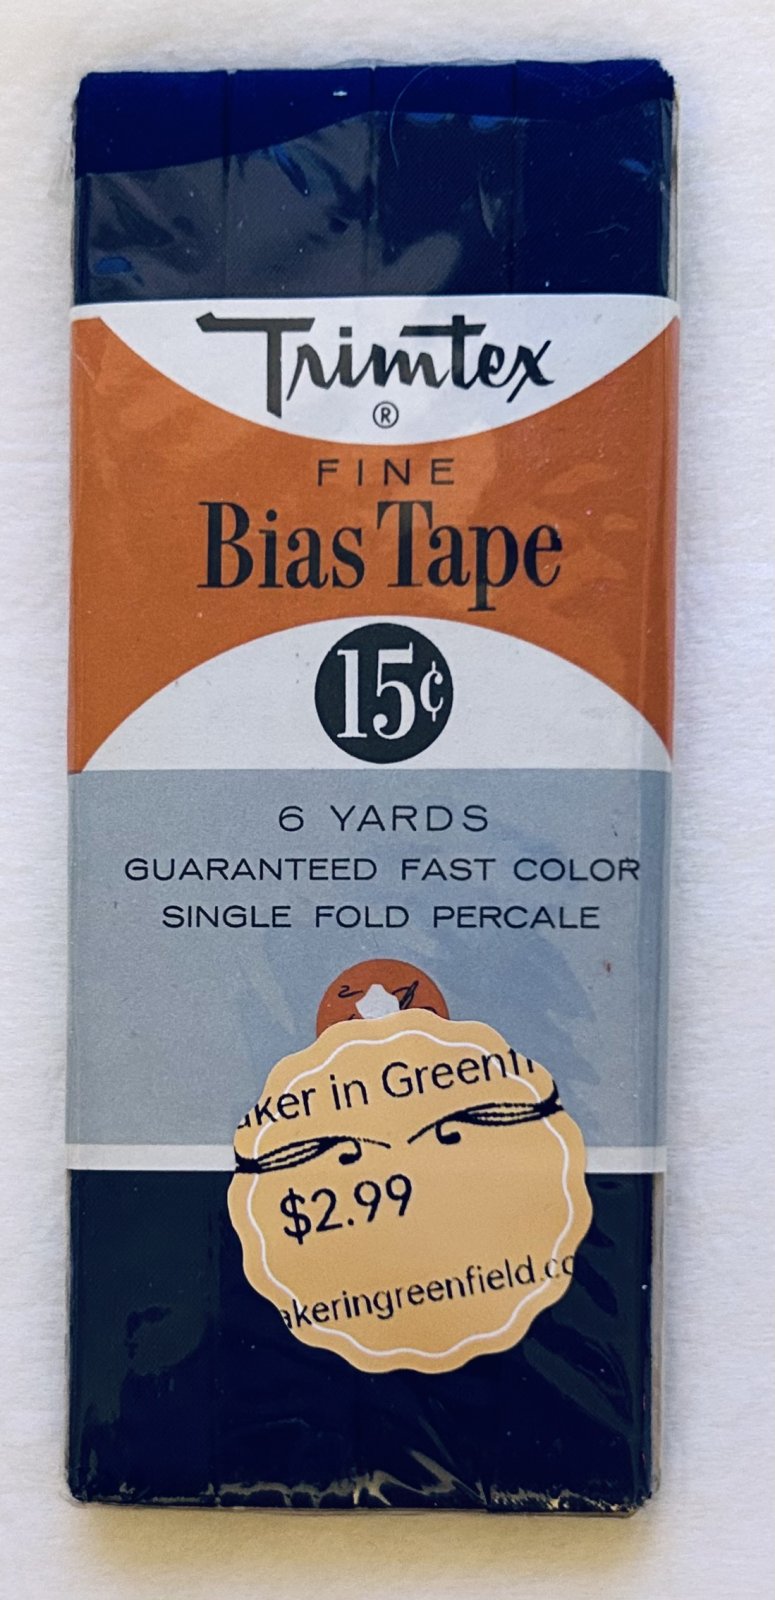 Trimtex
®
FINE
Bias Tape
15¢
6 YARDS
GUARANTEED FAST COLOR
SINGLE FOLD PERCALE
aker in Greenfi
$2.99
akeringreenfield.co